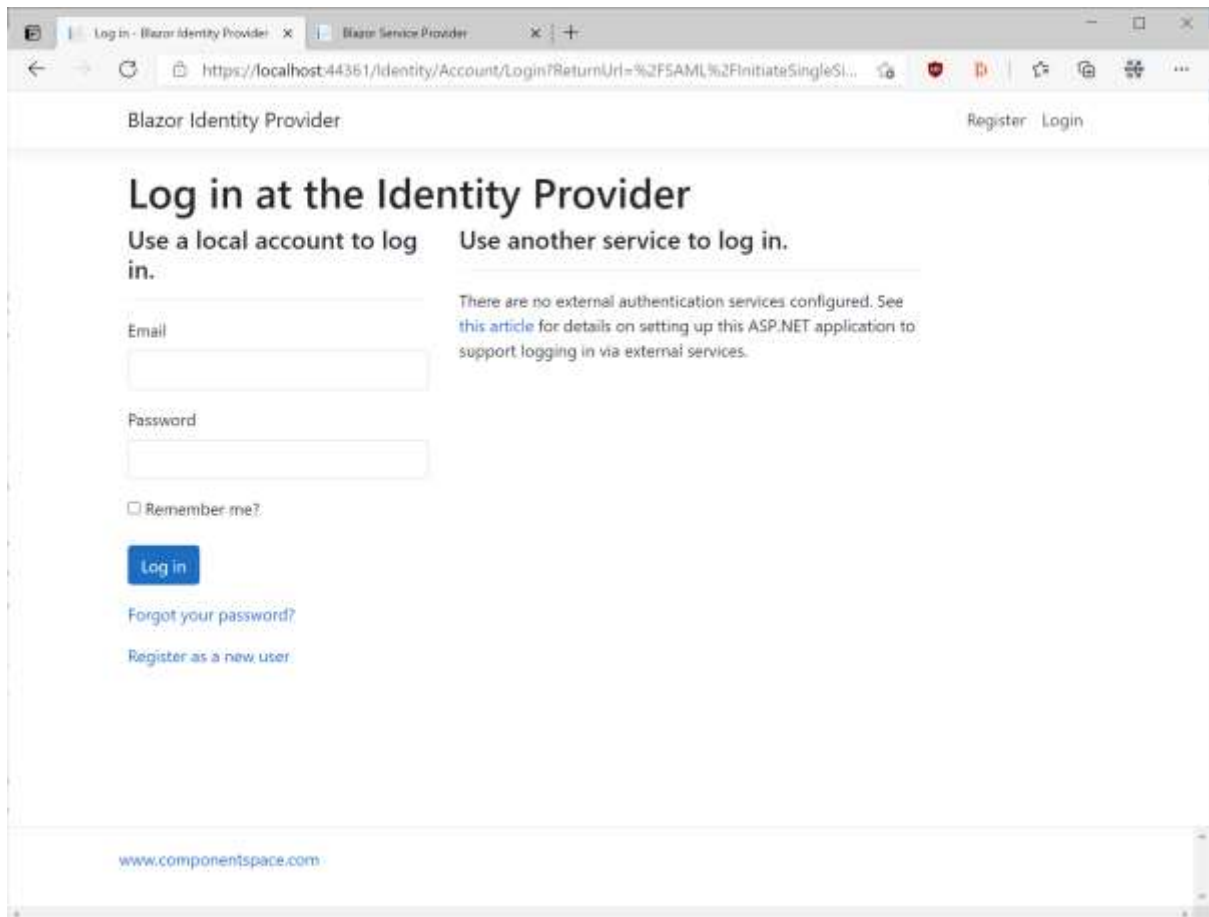 Log in - Blazor Identity Provider
Blazor Service Provider
https://localhost:44361/Identity/Account/Login?ReturnUrl=%2FSAML%2FInitiateSingleSi...
Blazor Identity Provider
Register Login
Log in at the Identity Provider
Use a local account to log
in.
Use another service to log in.
There are no external authentication services configured. See
this article for details on setting up this ASP.NET application to
support logging in via external services.
Email
Password
Remember me?
Log in
Forgot your password?
Register as a new user
www.componentspace.com